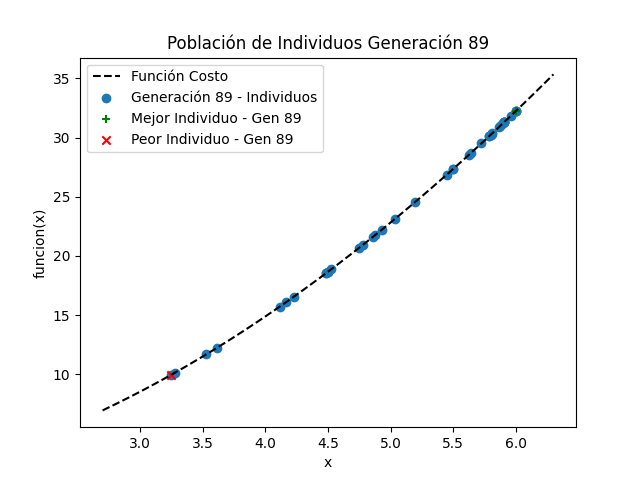 Población de Individuos Generación 89
Función Costo
Generación 89 - Individuos
Mejor Individuo - Gen 89
Peor Individuo - Gen 89
35
30
25
20
15
10
funcion(x)
3.0 3.5 4.0 4.5 5.0 5.5 6.0
x